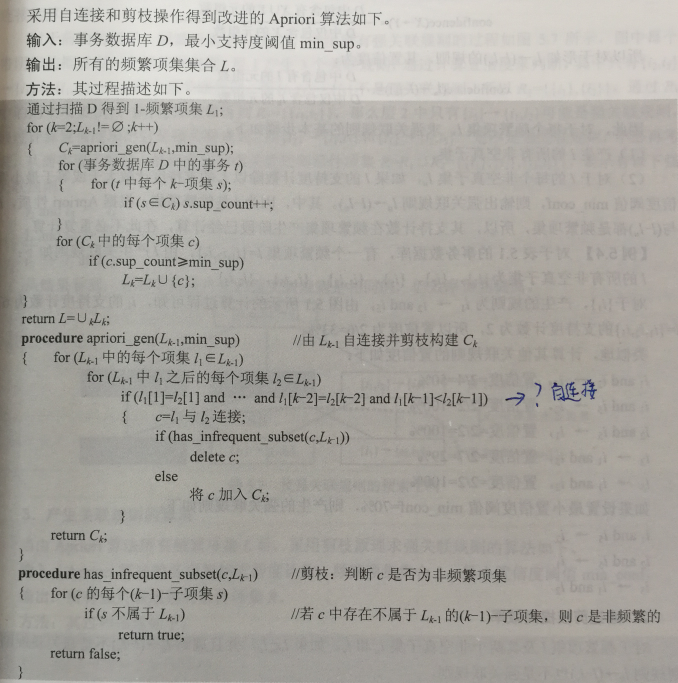 采用自连接和剪枝操作得到改进的 Apriori 算法如下。
输入：事务数据库 D，最小支持度阈值 min_sup。
输出：所有的频繁项集集合 L。
方法：其过程描述如下。
通过扫描 D 得到 1-频繁项集 L₁;
for (k=2;Lₖ₋₁!=∅;k++)
{ Cₖ=apriori_gen(Lₖ₋₁,min_sup);
for (事务数据库 D 中的事务 t)
{ for (t 中每个 k-项集 s);
if (s∈Cₖ) s.sup_count++;
}
for (Cₖ 中的每个项集 c)
if (c.sup_count≥min_sup)
Lₖ=Lₖ∪{c};
}
return L=∪ₖLₖ;
procedure apriori_gen(Lₖ₋₁,min_sup) //由 Lₖ₋₁ 自连接并剪枝构建 Cₖ
{ for (Lₖ₋₁ 中的每个项集 l₁∈Lₖ₋₁)
for (Lₖ₋₁ 中 l₁ 之后的每个项集 l₂∈Lₖ₋₁)
if (l₁[1]=l₂[1] and … and l₁[k-2]=l₂[k-2] and l₁[k-1]<l₂[k-1]) → ? 自连接
{ c=l₁ 与 l₂ 连接;
if (has_infrequent_subset(c,Lₖ₋₁))
delete c;
else
将 c 加入 Cₖ;
}
return Cₖ;
}
procedure has_infrequent_subset(c,Lₖ₋₁) //剪枝：判断 c 是否为非频繁项集
{ for (c 的每个(k-1)-子项集 s)
if (s 不属于 Lₖ₋₁) //若 c 中存在不属于 Lₖ₋₁ 的(k-1)-子项集，则 c 是非频繁的
return true;
return false;
}